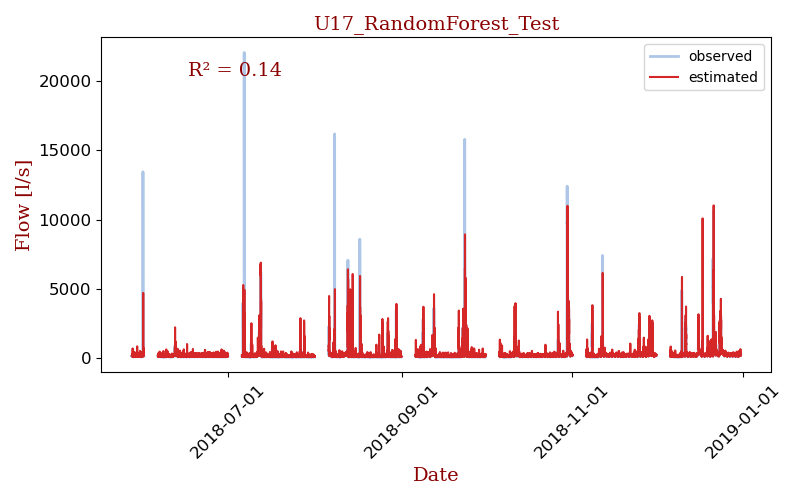 U17_RandomForest_Test
R² = 0.14
observed
estimated
Flow [l/s]
20000
15000
10000
5000
0
2018-07-01
2018-09-01
2018-11-01
2019-01-01
Date